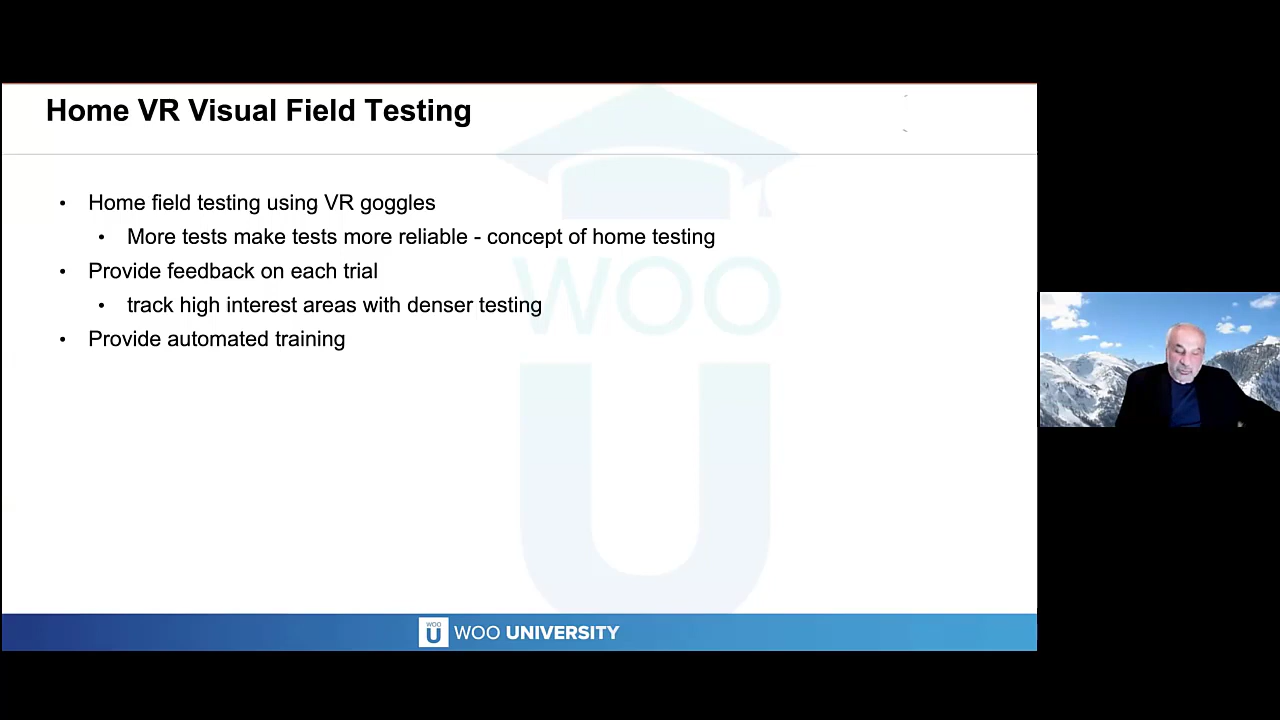 Home VR Visual Field Testing
• Home field testing using VR goggles
• More tests make tests more reliable - concept of home testing
• Provide feedback on each trial
• track high interest areas with denser testing
• Provide automated training
WOO
U
WOO
U
WOO UNIVERSITY